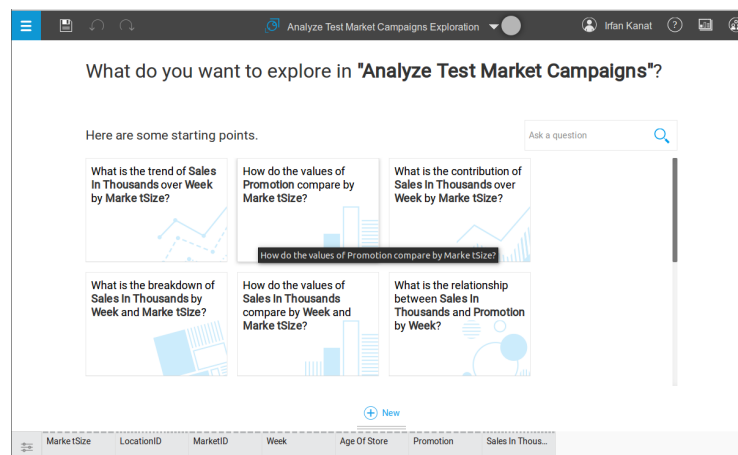 Analyze Test Market Campaigns Exploration
Irfan Kanat
?
What do you want to explore in "Analyze Test Market Campaigns"?
Here are some starting points.
Ask a question
What is the trend of Sales
In Thousands over Week
by Marke tSize?
How do the values of
Promotion compare by
Marke tSize?
What is the contribution of
Sales In Thousands over
Week by Marke tSize?
How do the values of Promotion compare by Marke tSize?
What is the breakdown of
Sales In Thousands by
Week and Marke tSize?
How do the values of
Sales In Thousands
compare by Week and
Marke tSize?
What is the relationship
between Sales In
Thousands and Promotion
by Week?
New
Marke tSize LocationID MarketID Week Age Of Store Promotion Sales In Thous...